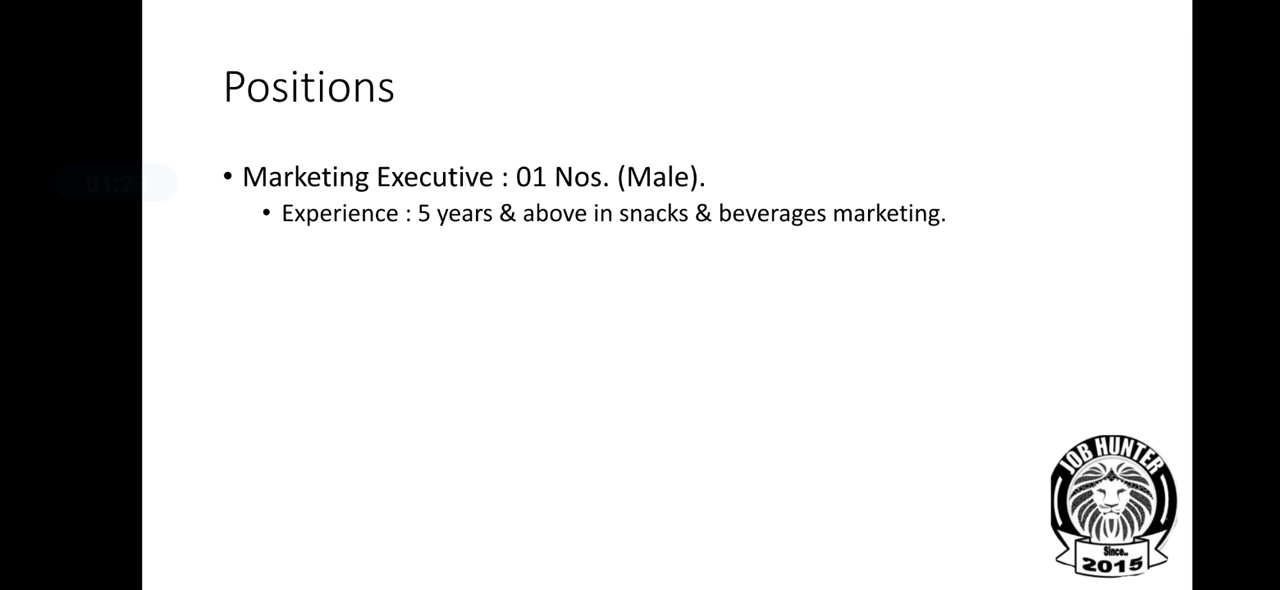 Positions
• Marketing Executive : 01 Nos. (Male).
• Experience : 5 years & above in snacks & beverages marketing.
JOB HUNTER
Since..
2015